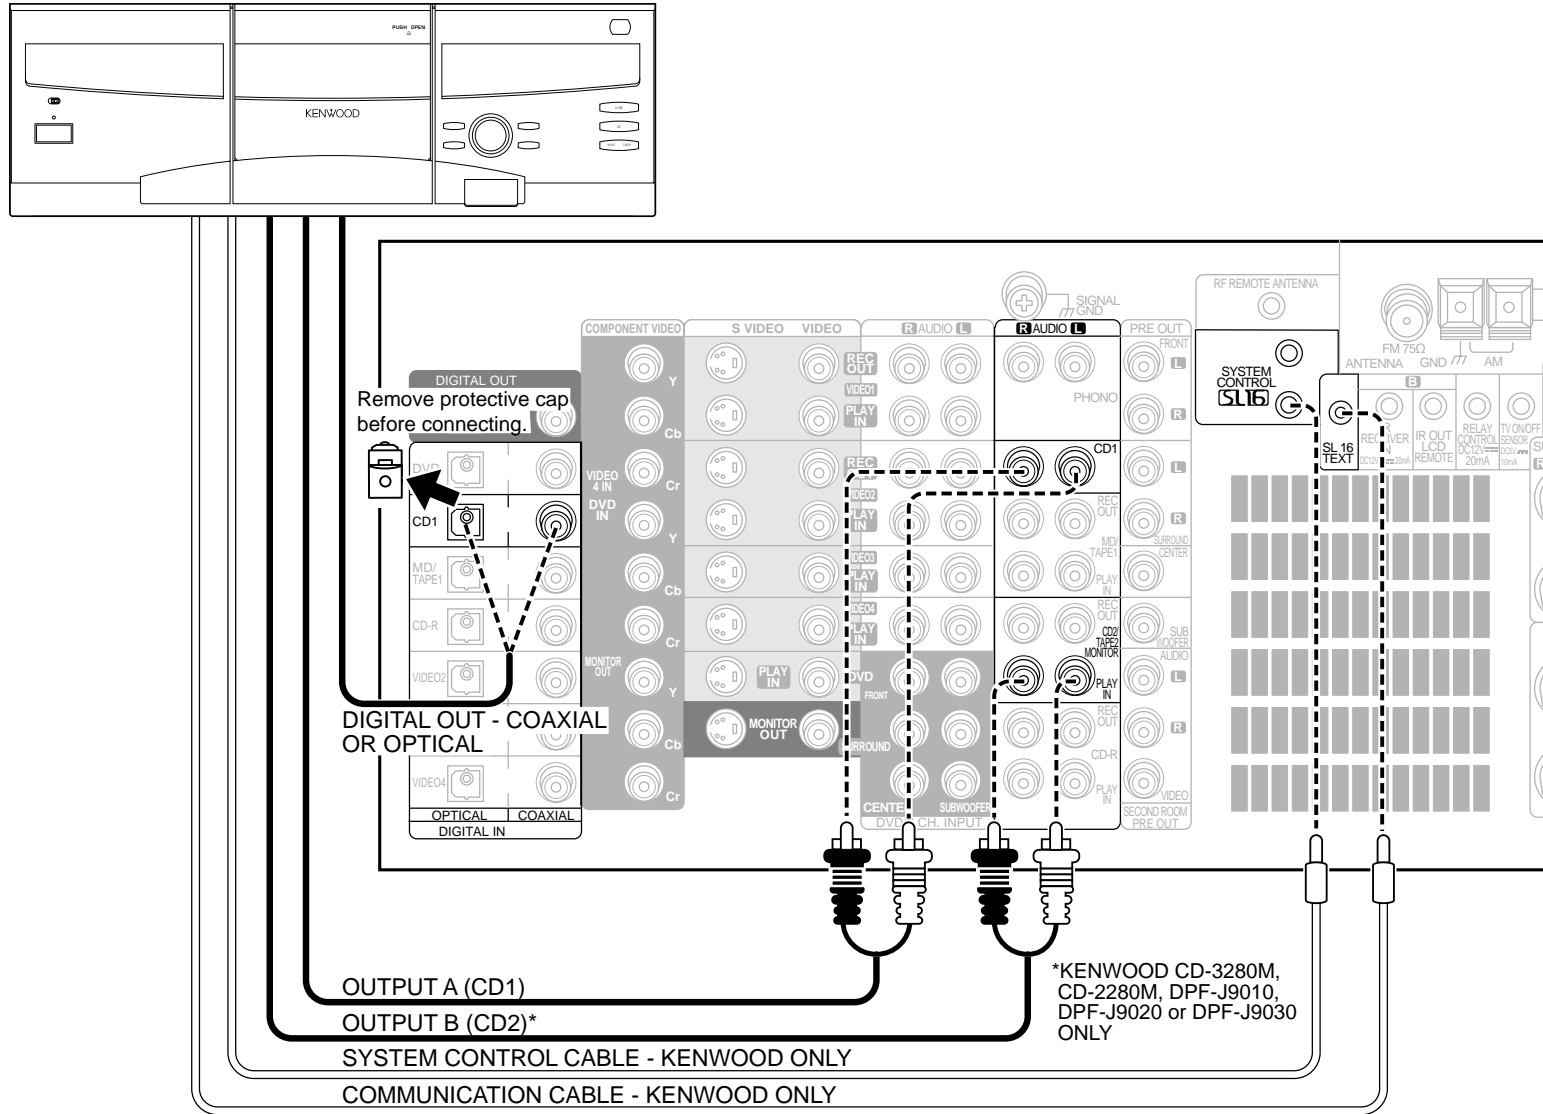 PUSH OPEN
KENWOOD
RF REMOTE ANTENNA
SIGNAL
GND
COMPONENT VIDEO
S VIDEO
VIDEO
R AUDIO L
R AUDIO L
PRE OUT
FRONT
L
R
FM 75Ω
ANTENNA
GND
AM
SYSTEM
CONTROL
SL16
SL 16
TEXT
B
IR OUT
LCD
REMOTE
RELAY
CONTROL
DC12V
20mA
TV ON/OFF
SENSOR
DC5V
10mA
DIGITAL OUT
Remove protective cap
before connecting.
DVD
CD1
MD/
TAPE1
CD-R
VIDEO2
VIDEO4
OPTICAL
COAXIAL
DIGITAL IN
Y
Cb
Cr
VIDEO
4 IN
DVD
IN
Y
Cb
Cr
MONITOR
OUT
Y
Cb
Cr
REC
OUT
VIDEO1
PLAY
IN
REC
PLAY
IN
PLAY
IN
PLAY
IN
MONITOR
OUT
DVD
FRONT
SUBWOOFER
CH. INPUT
PHONO
CD1
REC
OUT
MD/
TAPE1
PLAY
IN
REC
OUT
CD2/
TAPE2
MONITOR
PLAY
IN
REC
OUT
CD-R
PLAY
IN
L
R
SURROUND
CENTER
SUB
WOOFER
AUDIO
L
R
VIDEO
SECOND ROOM
PRE OUT
DIGITAL OUT - COAXIAL
OR OPTICAL
OUTPUT A (CD1)
OUTPUT B (CD2)*
SYSTEM CONTROL CABLE - KENWOOD ONLY
COMMUNICATION CABLE - KENWOOD ONLY
*KENWOOD CD-3280M,
CD-2280M, DPF-J9010,
DPF-J9020 or DPF-J9030
ONLY